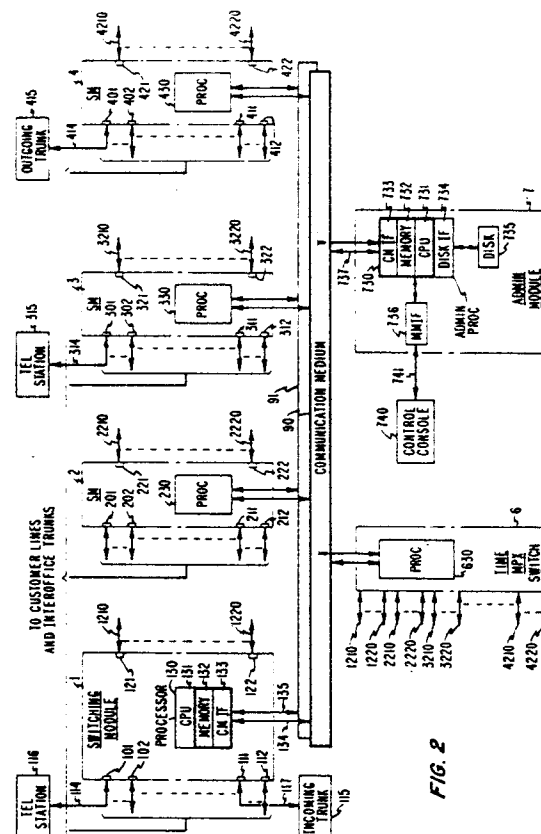 TO CUSTOMER LINES
AND INTEROFFICE TRUNKS
TEL
STATION
116
114
101
102
111
112
117
INCOMING
TRUNK
115
1
SWITCHING
MODULE
PROCESSOR
130
CPU
131
MEMORY
132
CM IF
133
134
135
121
122
1210
1220
2
SM
201
202
211
212
PROC
230
221
222
2210
2220
TEL
STATION
315
314
3
SM
301
302
311
312
PROC
330
321
322
3210
3220
OUTGOING
TRUNK
415
414
4
SM
401
402
411
412
PROC
430
421
422
4210
4220
91
90
COMMUNICATION MEDIUM
6
PROC
630
TIME
MPX
SWITCH
1210
1220
2210
2220
3210
3220
4210
4220
7
737
730
CM IF
733
MEMORY
732
CPU
731
DISK IF
734
ADMIN
PROC
DISK
735
ADMIN
MODULE
MMIF
736
741
740
CONTROL
CONSOLE
FIG. 2